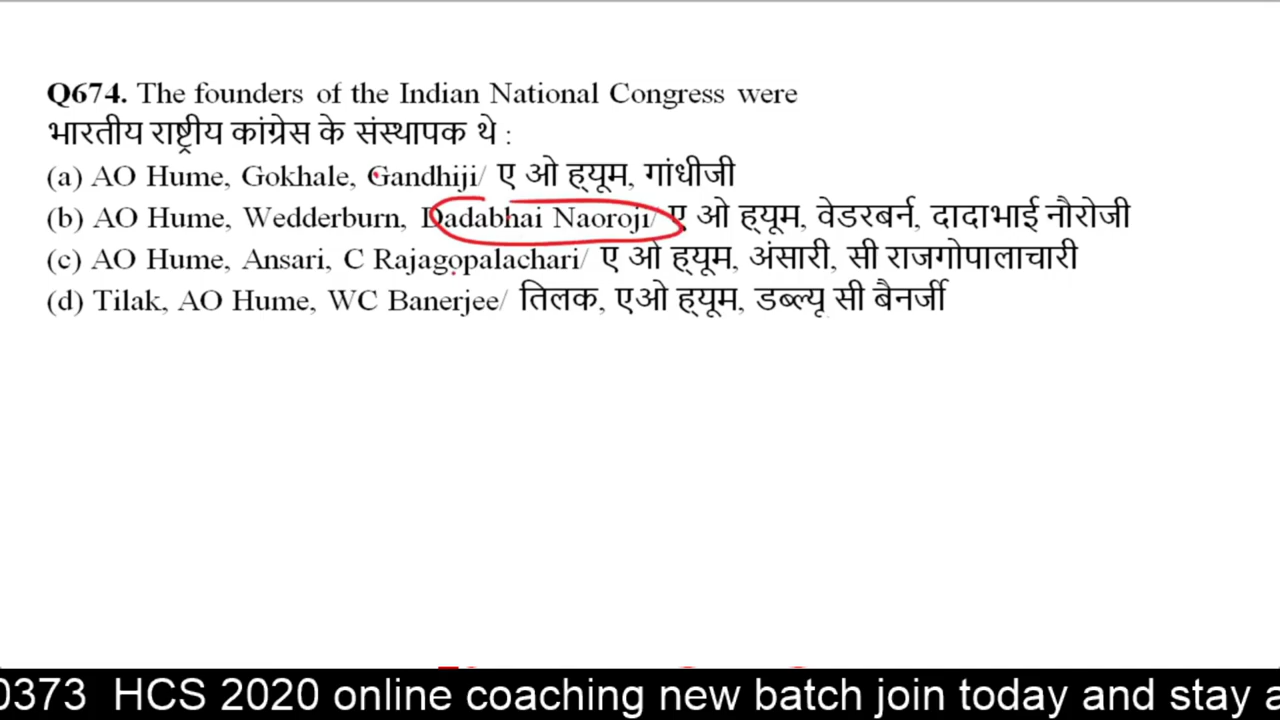 Q674. The founders of the Indian National Congress were
भारतीय राष्ट्रीय कांग्रेस के संस्थापक थे :
(a) AO Hume, Gokhale, Gandhiji/ ए ओ ह्यूम, गांधीजी
(b) AO Hume, Wedderburn, Dadabhai Naoroji/ ए ओ ह्यूम, वेडरबर्न, दादाभाई नौरोजी
(c) AO Hume, Ansari, C Rajagopalachari/ ए ओ ह्यूम, अंसारी, सी राजगोपालाचारी
(d) Tilak, AO Hume, WC Banerjee/ तिलक, एओ ह्यूम, डब्ल्यू सी बैनर्जी
0373 HCS 2020 online coaching new batch join today and stay